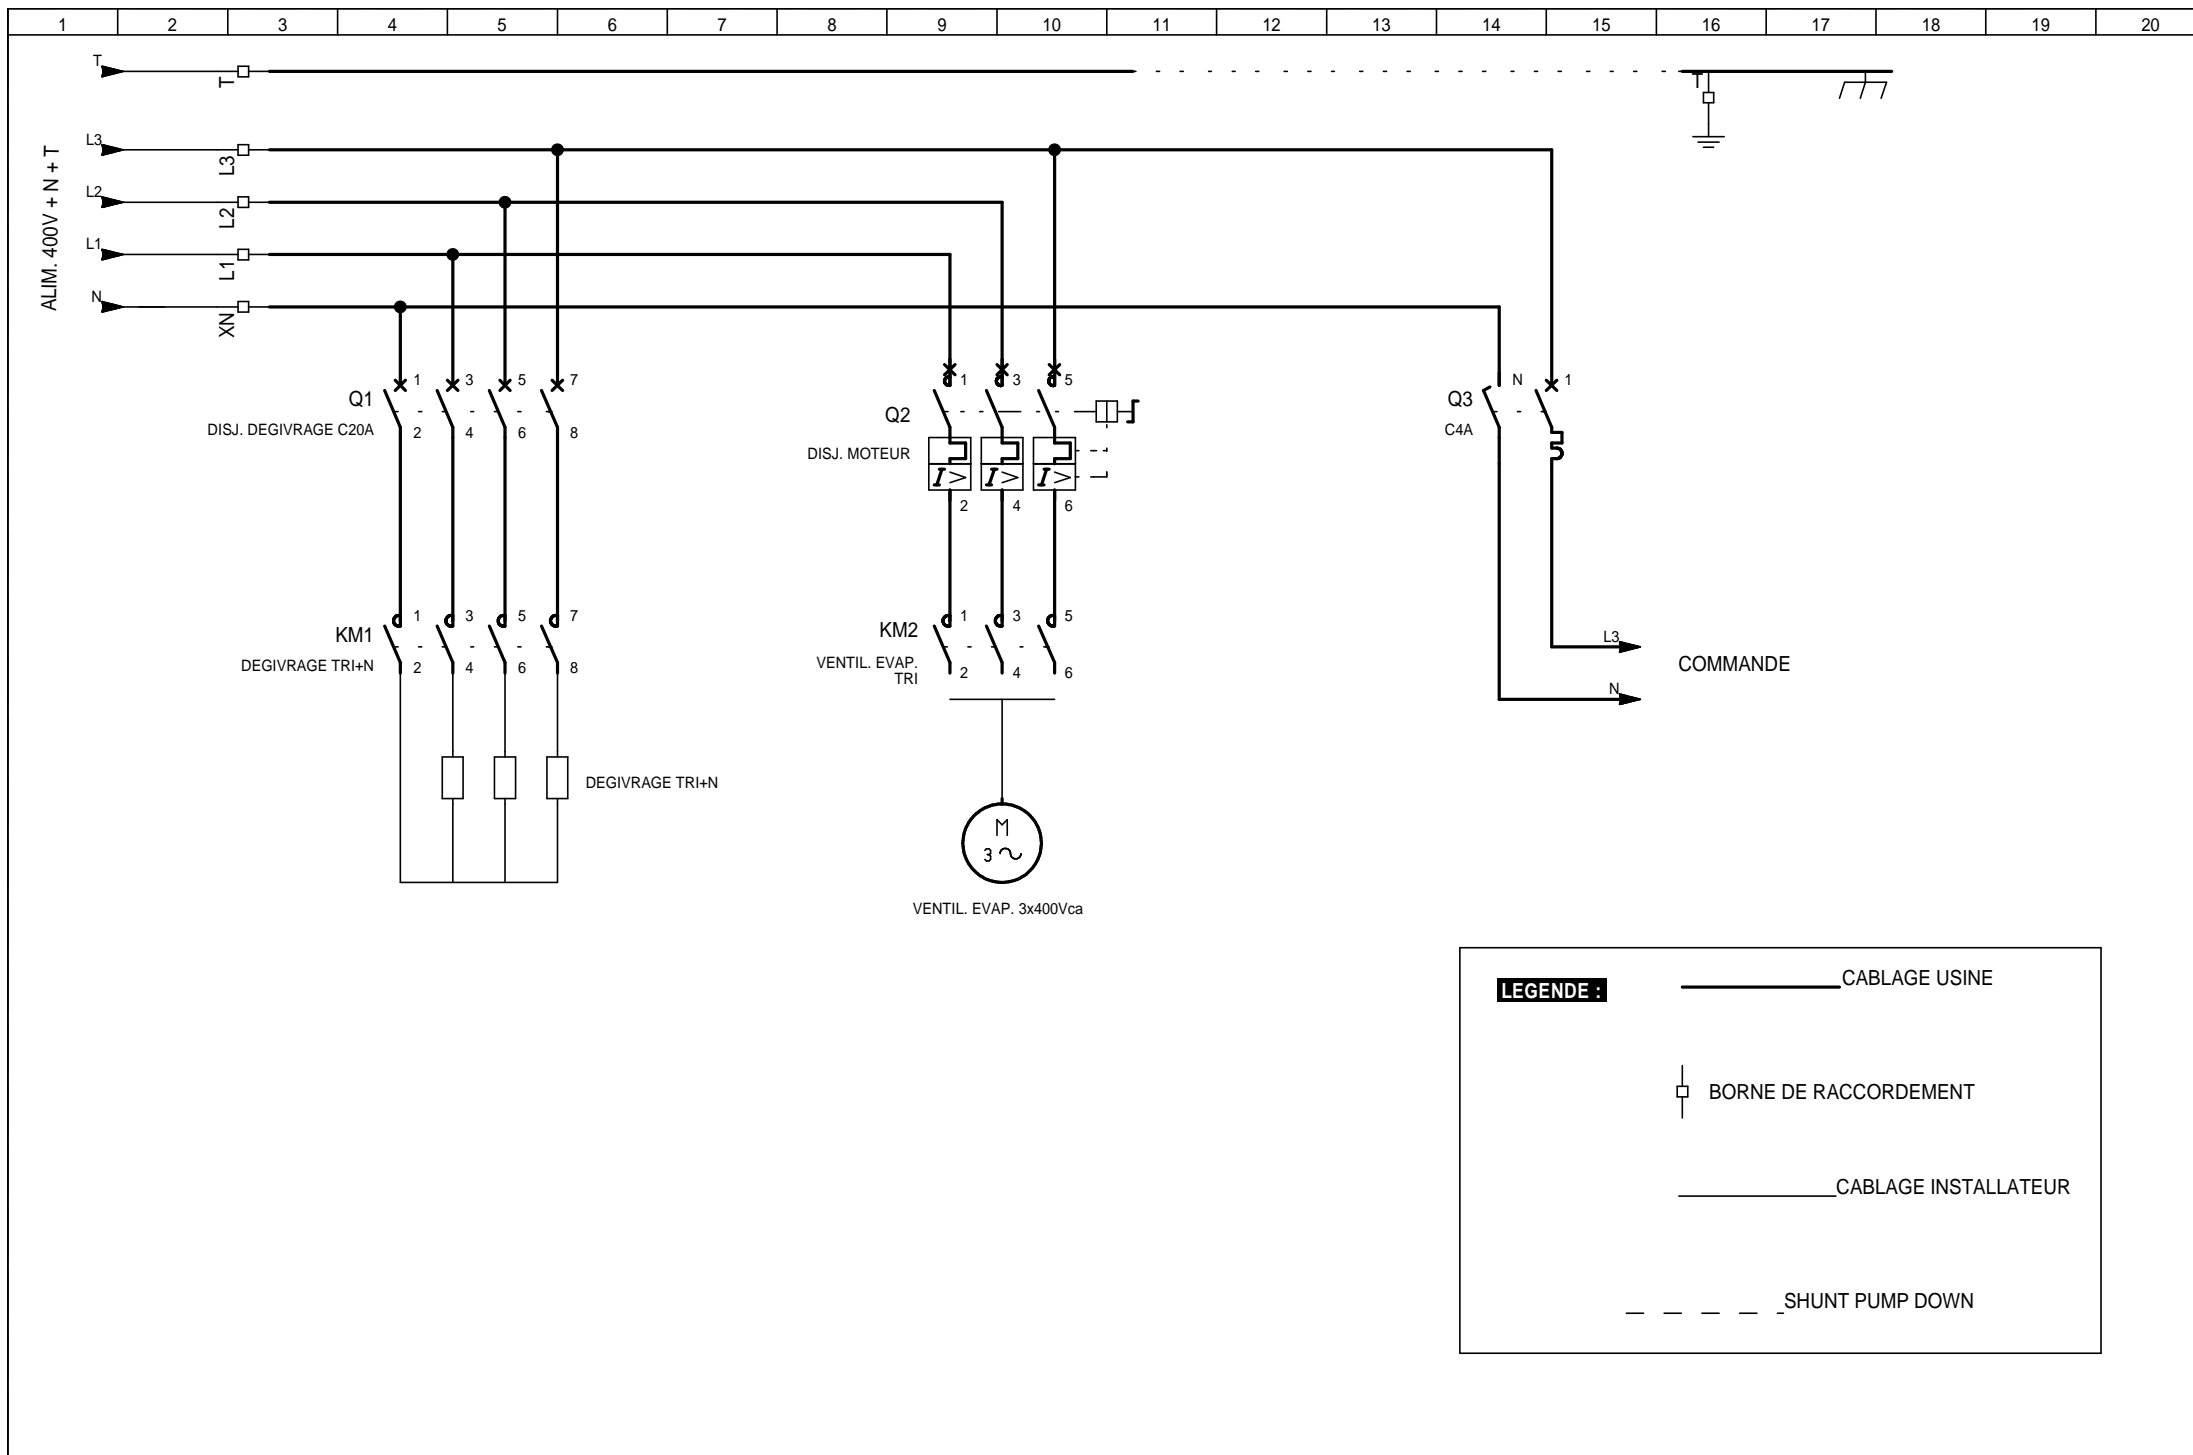 1 2 3 4 5 6 7 8 9 10 11 12 13 14 15 16 17 18 19 20
T
T
T
L3
L3
L2
L2
L1
L1
N
XN
ALIM. 400V + N + T
Q1
DISJ. DEGIVRAGE C20A
1 3 5 7
2 4 6 8
Q2
DISJ. MOTEUR
1 3 5
I > I > I >
2 4 6
Q3
C4A
N 1
KM1
DEGIVRAGE TRI+N
1 3 5 7
2 4 6 8
KM2
VENTIL. EVAP.
TRI
1 3 5
2 4 6
L3
N
COMMANDE
DEGIVRAGE TRI+N
M
3
VENTIL. EVAP. 3x400Vca
LEGENDE :
CABLAGE USINE
BORNE DE RACCORDEMENT
CABLAGE INSTALLATEUR
SHUNT PUMP DOWN